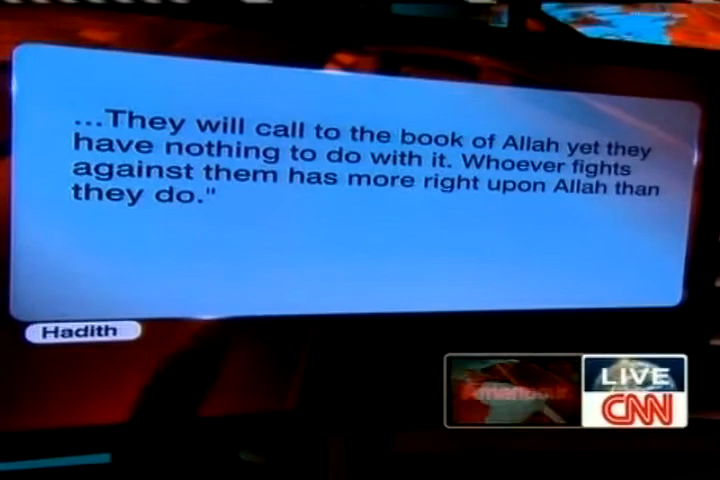 ...They will call to the book of Allah yet they
have nothing to do with it. Whoever fights
against them has more right upon Allah than
they do."
Hadith
LIVE
CNN